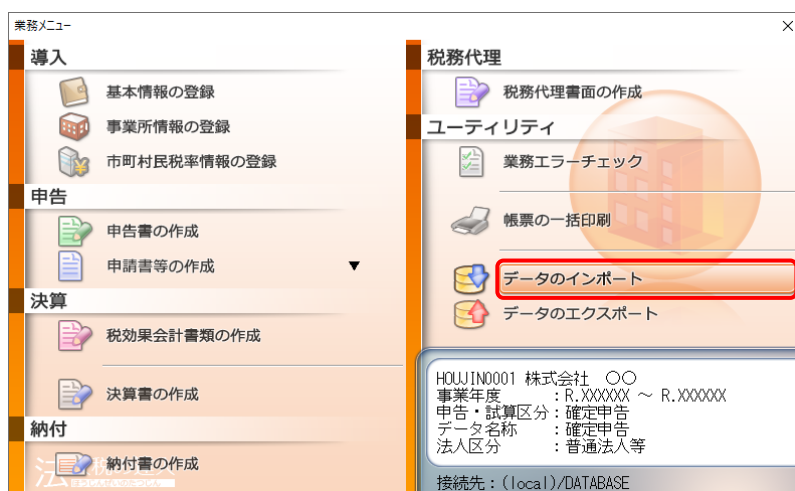 業務メニュー
導入
基本情報の登録
事業所情報の登録
市町村民税率情報の登録
申告
申告書の作成
申請書等の作成 ▼
決算
税効果会計書類の作成
決算書の作成
納付
納付書の作成
税務代理
税務代理書面の作成
ユーティリティ
業務エラーチェック
帳票の一括印刷
データのインポート
データのエクスポート
HOUJIN0001 株式会社 〇〇
事業年度 :R.XXXXXX ～ R.XXXXXX
申告・試算区分:確定申告
データ名称 :確定申告
法人区分 :普通法人等
接続先:(local)/DATABASE